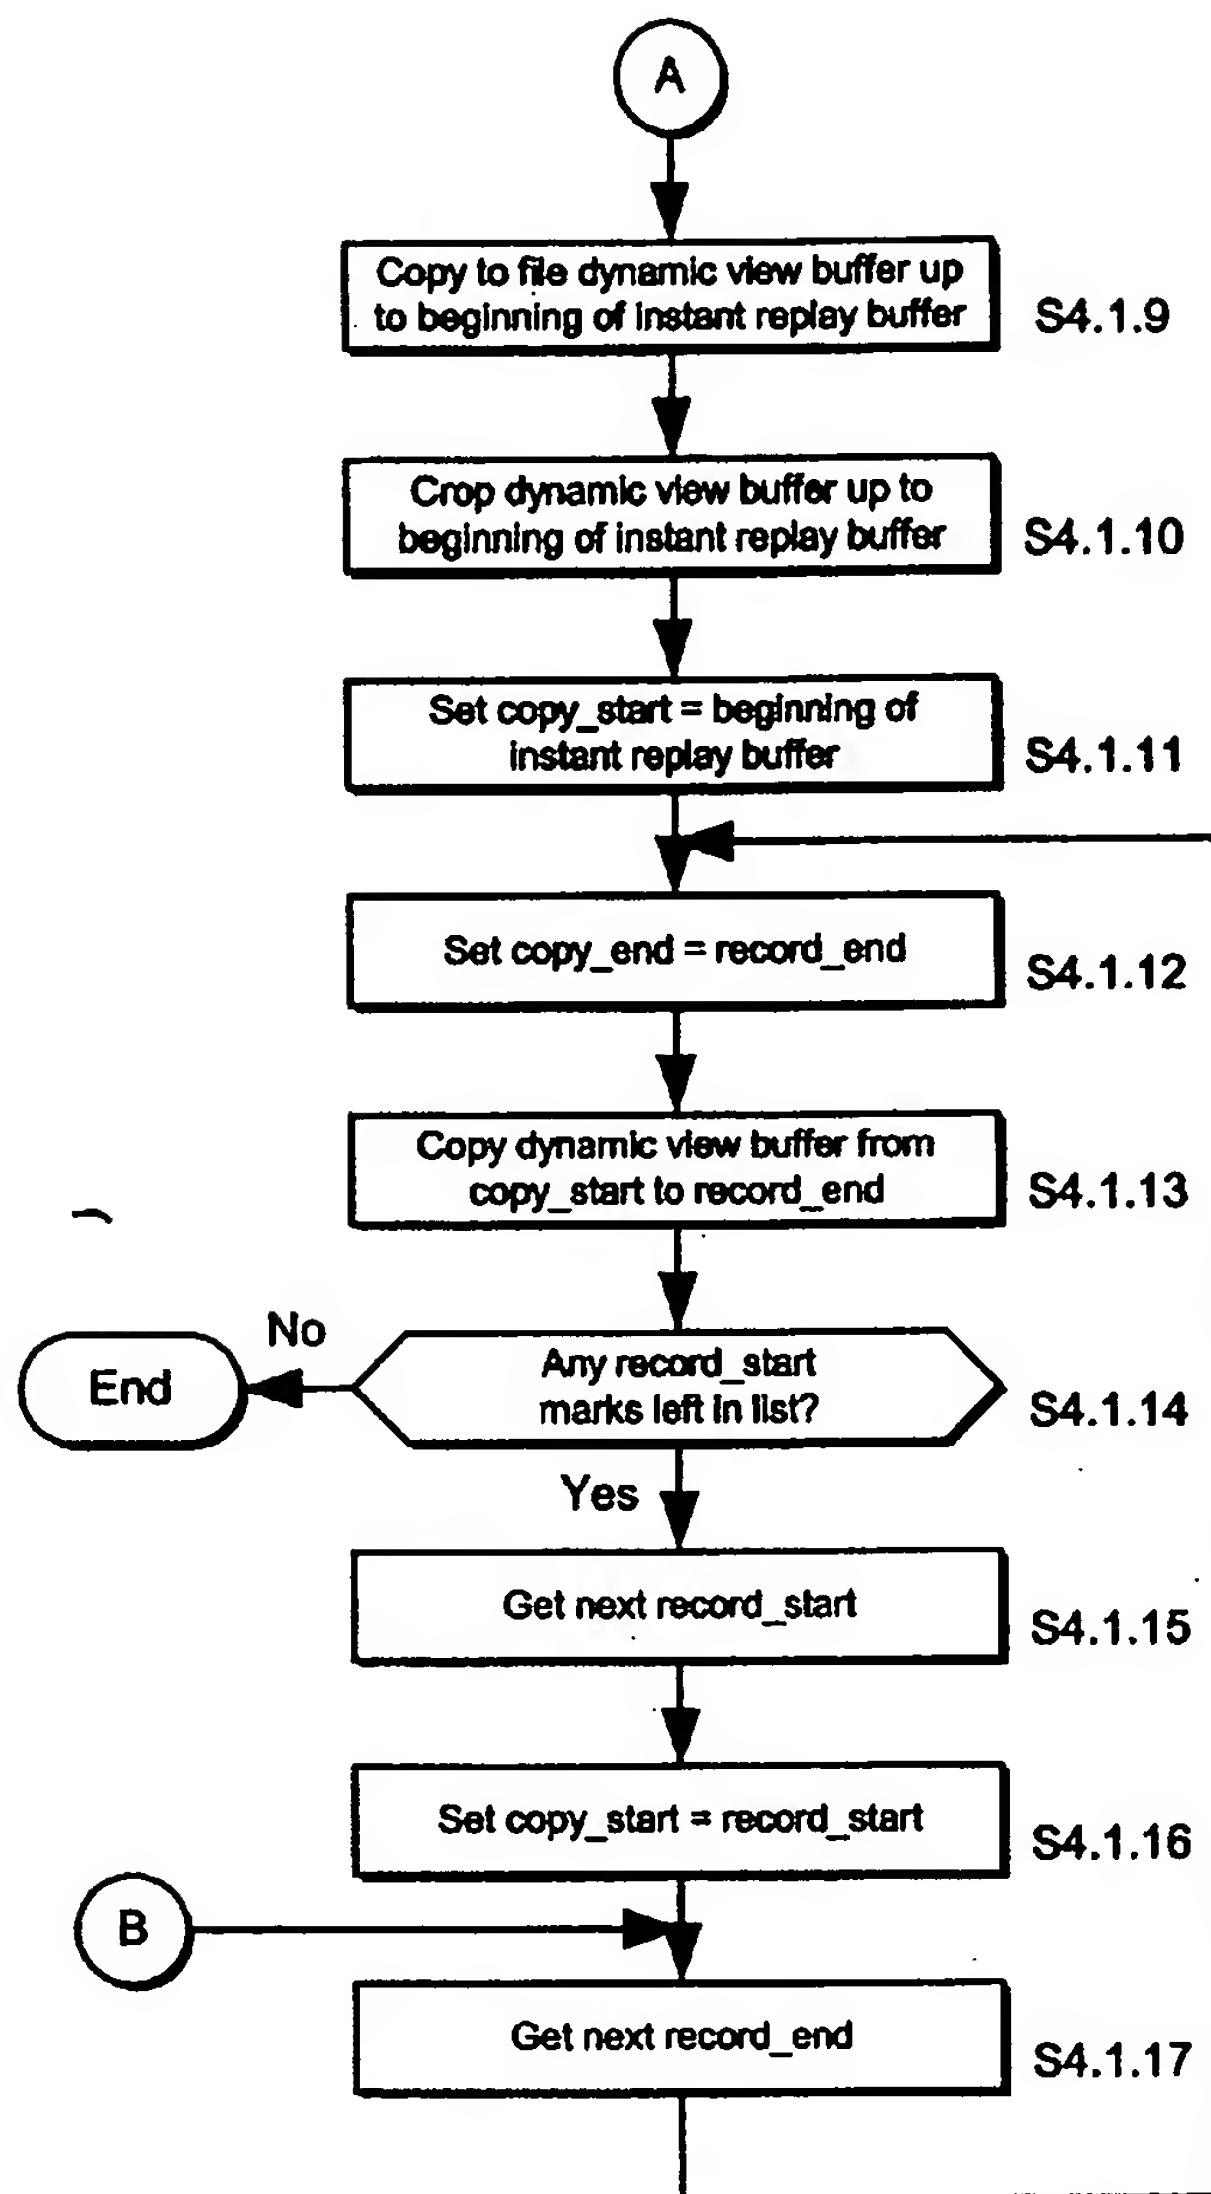 A
Copy to file dynamic view buffer up
to beginning of instant replay buffer
S4.1.9
Crop dynamic view buffer up to
beginning of instant replay buffer
S4.1.10
Set copy_start = beginning of
instant replay buffer
S4.1.11
Set copy_end = record_end
S4.1.12
Copy dynamic view buffer from
copy_start to record_end
S4.1.13
No
End
Any record_start
marks left in list?
S4.1.14
Yes
Get next record_start
S4.1.15
Set copy_start = record_start
S4.1.16
B
Get next record_end
S4.1.17